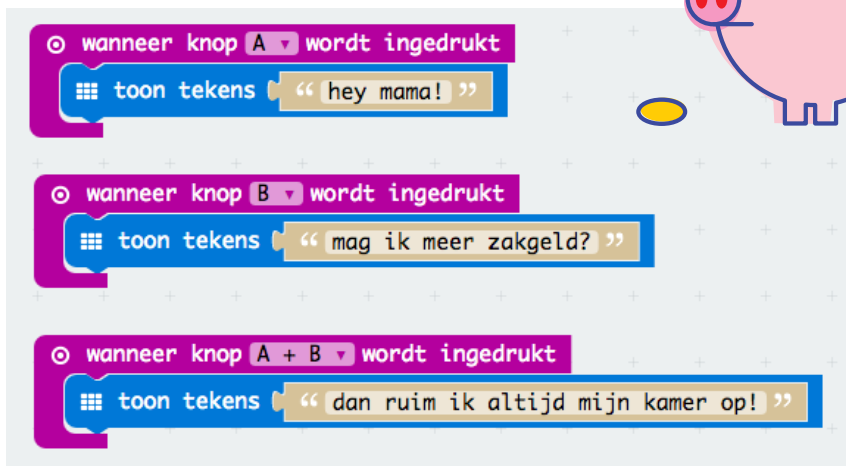 wanneer knop A wordt ingedrukt
toon tekens “ hey mama! ”
wanneer knop B wordt ingedrukt
toon tekens “ mag ik meer zakgeld? ”
wanneer knop A + B wordt ingedrukt
toon tekens “ dan ruim ik altijd mijn kamer op! ”